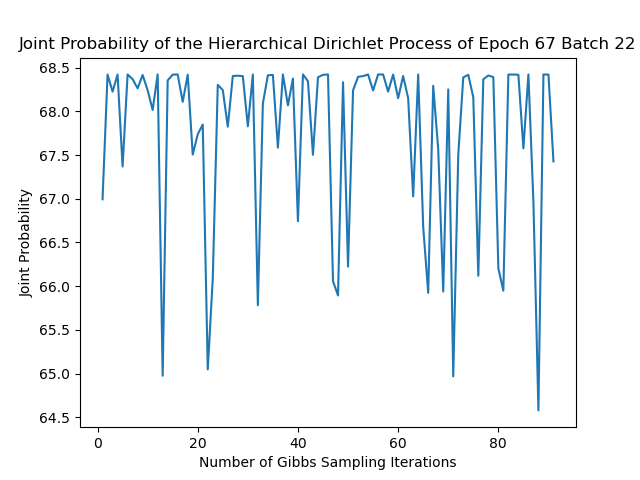 Joint Probability of the Hierarchical Dirichlet Process of Epoch 67 Batch 22
68.5
68.0
67.5
67.0
66.5
66.0
65.5
65.0
64.5
Joint Probability
0 20 40 60 80
Number of Gibbs Sampling Iterations